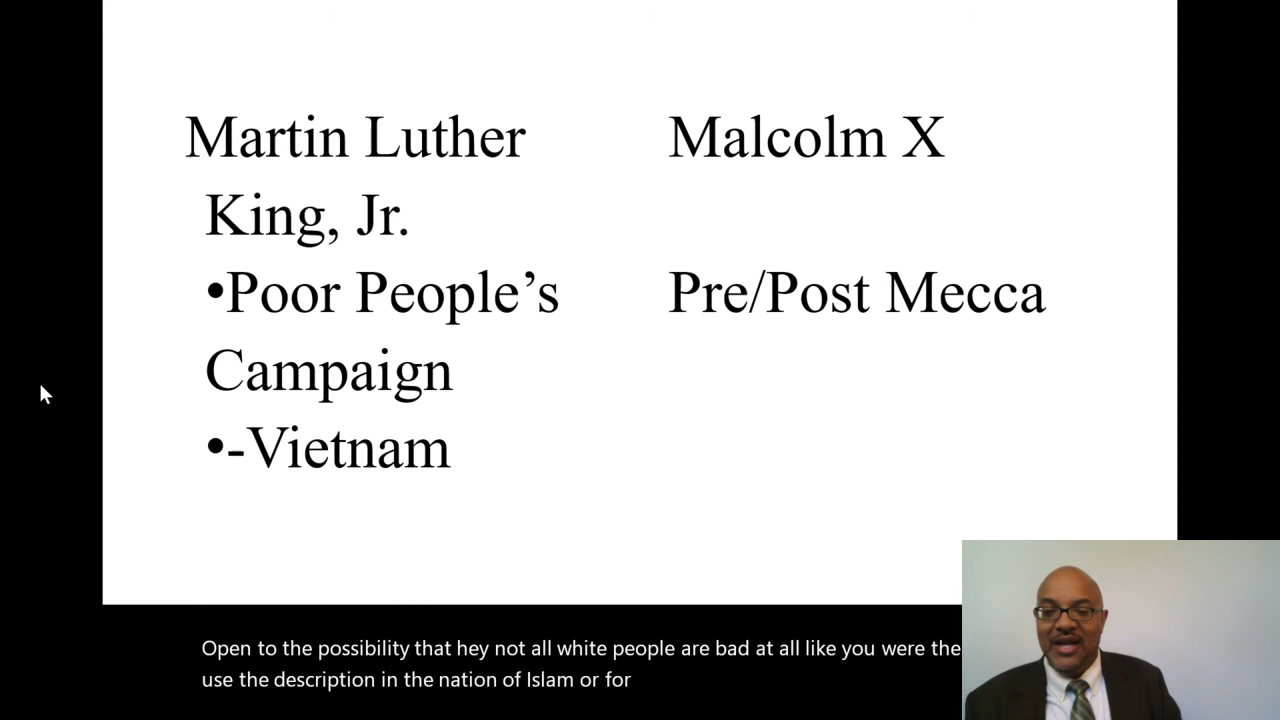 Martin Luther
King, Jr.
•Poor People’s
Campaign
•-Vietnam
Malcolm X
Pre/Post Mecca
Open to the possibility that hey not all white people are bad at all like you were the
use the description in the nation of Islam or for